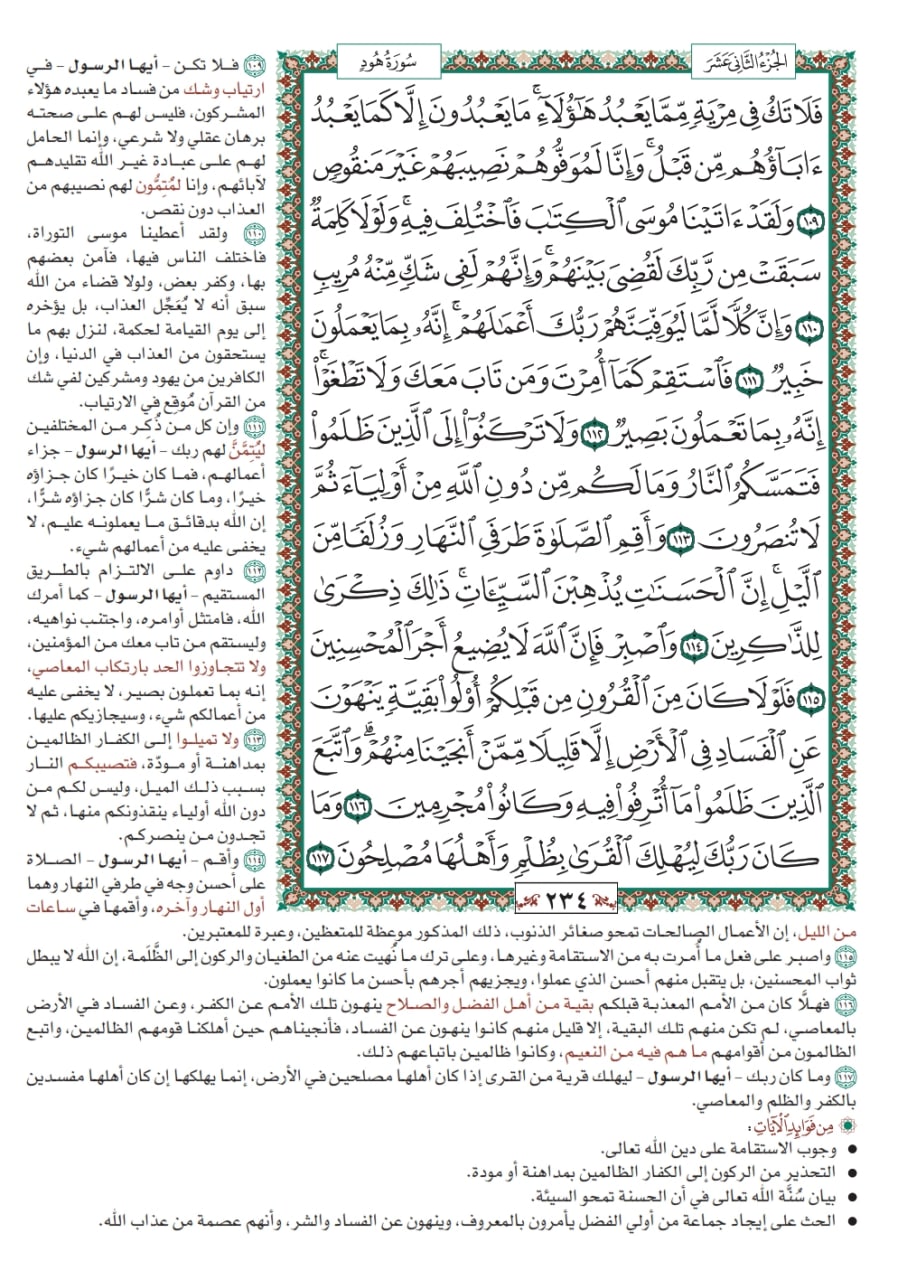 الجُزْءُ الثَّانِي عَشَرَ
سُورَةُ هُودٍ
فَلَا تَكُ فِى مِرْيَةٍ مِّمَّا يَعْبُدُ هَٰٓؤُلَآءِ ۚ مَا يَعْبُدُونَ إِلَّا كَمَا يَعْبُدُ
ءَابَآؤُهُم مِّن قَبْلُ ۚ وَإِنَّا لَمُوَفُّوهُمْ نَصِيبَهُمْ غَيْرَ مَنقُوصٍ
١٠٩ وَلَقَدْ ءَاتَيْنَا مُوسَى ٱلْكِتَٰبَ فَٱخْتُلِفَ فِيهِ ۚ وَلَوْلَا كَلِمَةٌ
سَبَقَتْ مِن رَّبِّكَ لَقُضِىَ بَيْنَهُمْ ۚ وَإِنَّهُمْ لَفِى شَكٍّ مِّنْهُ مُرِيبٍ
١١٠ وَإِنَّ كُلًّا لَّمَّا لَيُوَفِّيَنَّهُمْ رَبُّكَ أَعْمَٰلَهُمْ ۚ إِنَّهُۥ بِمَا يَعْمَلُونَ
خَبِيرٌ ١١١ فَٱسْتَقِمْ كَمَآ أُمِرْتَ وَمَن تَابَ مَعَكَ وَلَا تَطْغَوْا۟ ۚ
إِنَّهُۥ بِمَا تَعْمَلُونَ بَصِيرٌ ١١٢ وَلَا تَرْكَنُوٓا۟ إِلَى ٱلَّذِينَ ظَلَمُوا۟
فَتَمَسَّكُمُ ٱلنَّارُ وَمَا لَكُم مِّن دُونِ ٱللَّهِ مِنْ أَوْلِيَآءَ ثُمَّ
لَا تُنصَرُونَ ١١٣ وَأَقِمِ ٱلصَّلَوٰةَ طَرَفَىِ ٱلنَّهَارِ وَزُلَفًا مِّنَ
ٱلَّيْلِ ۚ إِنَّ ٱلْحَسَنَٰتِ يُذْهِبْنَ ٱلسَّيِّـَٔاتِ ۚ ذَٰلِكَ ذِكْرَىٰ
لِلذَّٰكِرِينَ ١١٤ وَٱصْبِرْ فَإِنَّ ٱللَّهَ لَا يُضِيعُ أَجْرَ ٱلْمُحْسِنِينَ
١١٥ فَلَوْلَا كَانَ مِنَ ٱلْقُرُونِ مِن قَبْلِكُمْ أُو۟لُوا۟ بَقِيَّةٍ يَنْهَوْنَ
عَنِ ٱلْفَسَادِ فِى ٱلْأَرْضِ إِلَّا قَلِيلًا مِّمَّنْ أَنجَيْنَا مِنْهُمْ ۗ وَٱتَّبَعَ
ٱلَّذِينَ ظَلَمُوا۟ مَآ أُتْرِفُوا۟ فِيهِ وَكَانُوا۟ مُجْرِمِينَ ١١٦ وَمَا
كَانَ رَبُّكَ لِيُهْلِكَ ٱلْقُرَىٰ بِظُلْمٍ وَأَهْلُهَا مُصْلِحُونَ ١١٧
٢٣٤
١٠٩ فلا تكن - أيها الرسول - في
ارتياب وشك من فساد ما يعبده هؤلاء
المشركون، فليس لهم على صحته
برهان عقلي ولا شرعي، وإنما الحامل
لهم على عبادة غير الله تقليدهم
لآبائهم، وإنا لمُتِمُّون لهم نصيبهم من
العذاب دون نقص.
١١٠ ولقد أعطينا موسى التوراة،
فاختلف الناس فيها، فآمن بعضهم
بها، وكفر بعض، ولولا قضاء من الله
سبق أنه لا يُعَجِّل العذاب، بل يؤخره
إلى يوم القيامة لحكمة، لنزل بهم ما
يستحقون من العذاب في الدنيا، وإن
الكافرين من يهود ومشركين لفي شك
من القرآن مُوقِع في الارتياب.
١١١ وإن كل من ذُكِر من المختلفين
ليُتِمَّنَّ لهم ربك - أيها الرسول - جزاء
أعمالهم، فما كان خيرًا كان جزاؤه
خيرًا، وما كان شرًّا كان جزاؤه شرًّا،
إن الله بدقائق ما يعملونه عليم، لا
يخفى عليه من أعمالهم شيء.
١١٢ داوم على الالتزام بالطريق
المستقيم - أيها الرسول - كما أمرك
الله، فامتثل أوامره، واجتنب نواهيه،
وليستقم من تاب معك من المؤمنين،
ولا تتجاوزوا الحد بارتكاب المعاصي،
إنه بما تعملون بصير، لا يخفى عليه
من أعمالكم شيء، وسيجازيكم عليها.
١١٣ ولا تميلوا إلى الكفار الظالمين
بمداهنة أو مودّة، فتصيبكم النار
بسبب ذلك الميل، وليس لكم من
دون الله أولياء ينقذونكم منها، ثم لا
تجدون من ينصركم.
١١٤ وأقم - أيها الرسول - الصلاة
على أحسن وجه في طرفي النهار وهما
أول النهار وآخره، وأقمها في ساعات
من الليل، إن الأعمال الصالحات تمحو صغائر الذنوب، ذلك المذكور موعظة للمتعظين، وعبرة للمعتبرين.
١١٥ واصبر على فعل ما أُمرت به من الاستقامة وغيرها، وعلى ترك ما نُهيت عنه من الطغيان والركون إلى الظَّلَمة، إن الله لا يبطل
ثواب المحسنين، بل يتقبل منهم أحسن الذي عملوا، ويجزيهم أجرهم بأحسن ما كانوا يعملون.
١١٦ فهلَّا كان من الأمم المعذبة قبلكم بقية من أهل الفضل والصلاح ينهون تلك الأمم عن الكفر، وعن الفساد في الأرض
بالمعاصي، لم تكن منهم تلك البقية، إلا قليل منهم كانوا ينهون عن الفساد، فأنجيناهم حين أهلكنا قومهم الظالمين، واتبع
الظالمون من أقوامهم ما هم فيه من النعيم، وكانوا ظالمين باتباعهم ذلك.
١١٧ وما كان ربك - أيها الرسول - ليهلك قرية من القرى إذا كان أهلها مصلحين في الأرض، إنما يهلكها إن كان أهلها مفسدين
بالكفر والظلم والمعاصي.
مِن فَوَائِدِ الآيَاتِ:
• وجوب الاستقامة على دين الله تعالى.
• التحذير من الركون إلى الكفار الظالمين بمداهنة أو مودة.
• بيان سُنَّة الله تعالى في أن الحسنة تمحو السيئة.
• الحث على إيجاد جماعة من أولي الفضل يأمرون بالمعروف، وينهون عن الفساد والشر، وأنهم عصمة من عذاب الله.